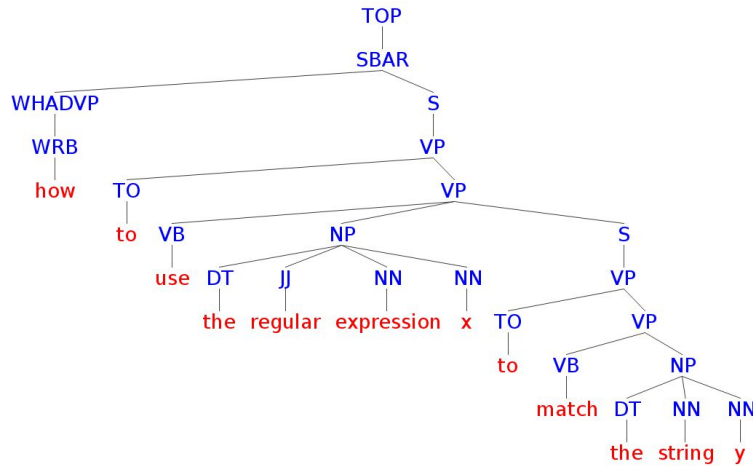 TOP
SBAR
WHADVP S
WRB VP
how TO VP
to VB NP S
use DT JJ NN NN VP
the regular expression x TO VP
to VB NP
match DT NN NN
the string y